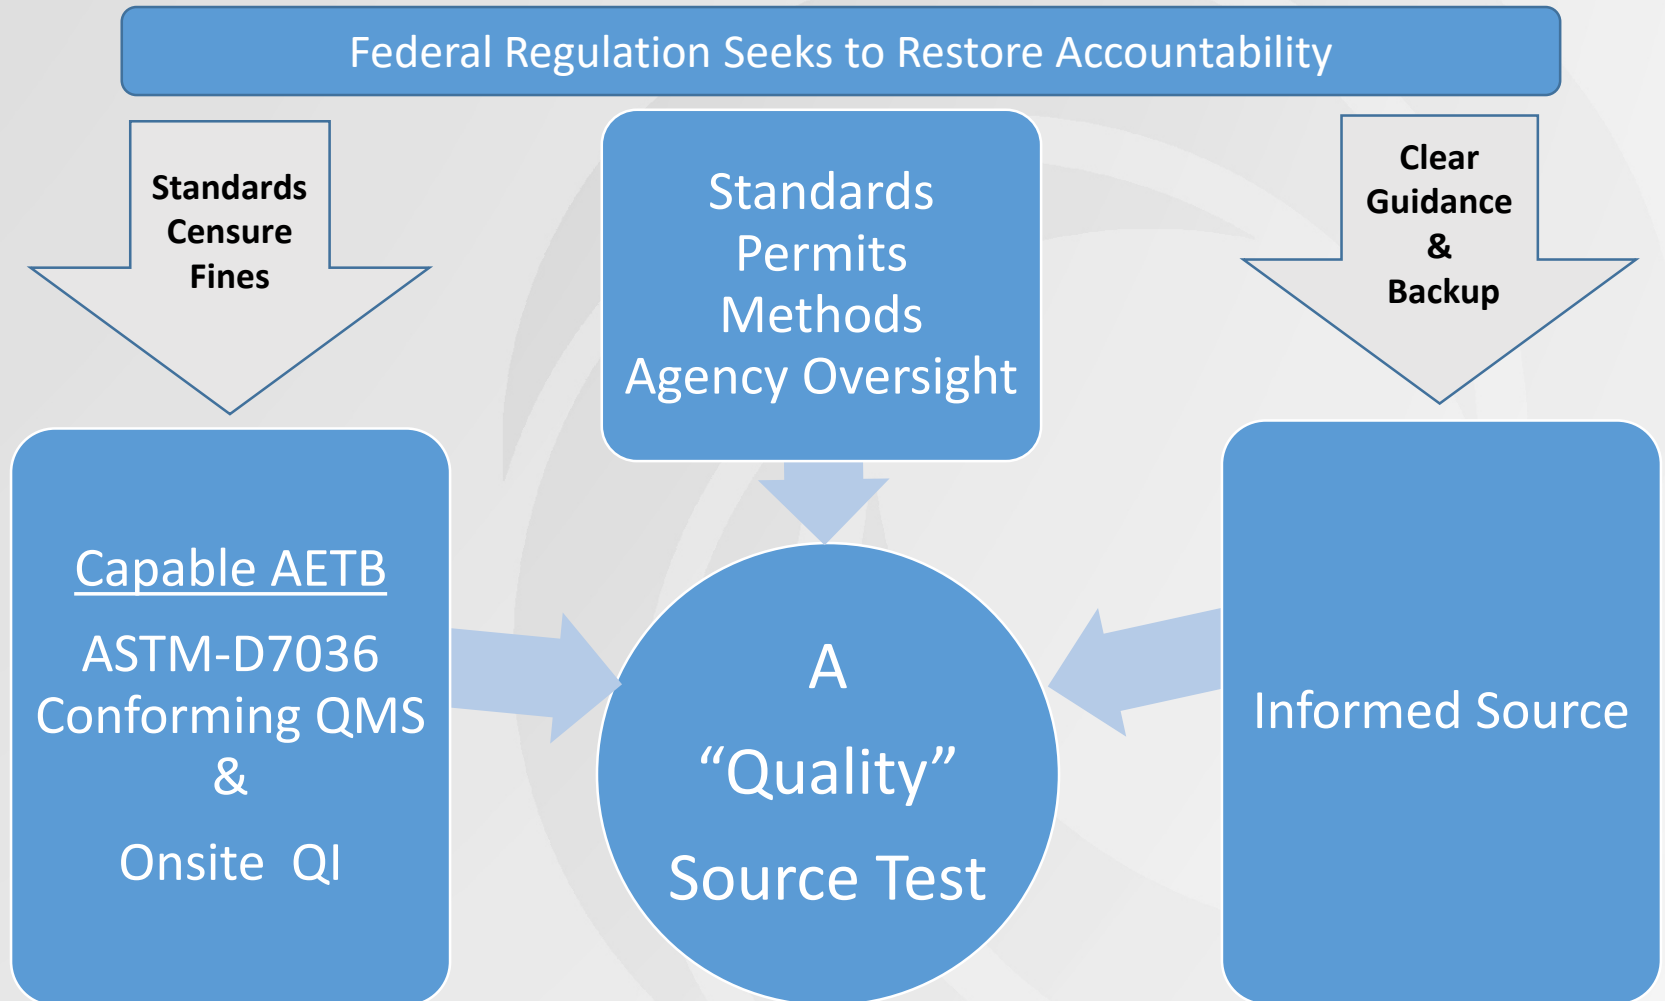 Federal Regulation Seeks to Restore Accountability
Standards
Censure
Fines
Standards
Permits
Methods
Agency Oversight
Clear
Guidance
&
Backup
Capable AETB
ASTM-D7036
Conforming QMS
&
Onsite QI
A
“Quality”
Source Test
Informed Source